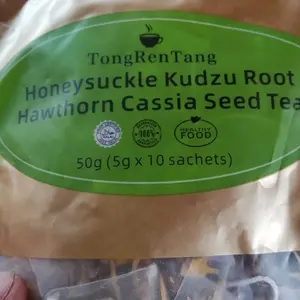 TongRenTang
Honeysuckle Kudzu Root
Hawthorn Cassia Seed Tea
100%
HEALTHY
FOOD
50g (5g x 10 sachets)